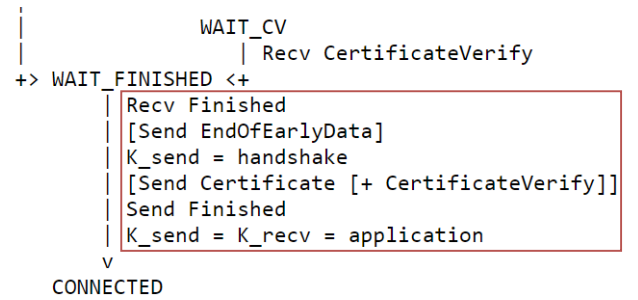 WAIT_CV
| Recv CertificateVerify
+> WAIT_FINISHED <+
| Recv Finished
| [Send EndOfEarlyData]
| K_send = handshake
| [Send Certificate [+ CertificateVerify]]
| Send Finished
| K_send = K_recv = application
v
CONNECTED